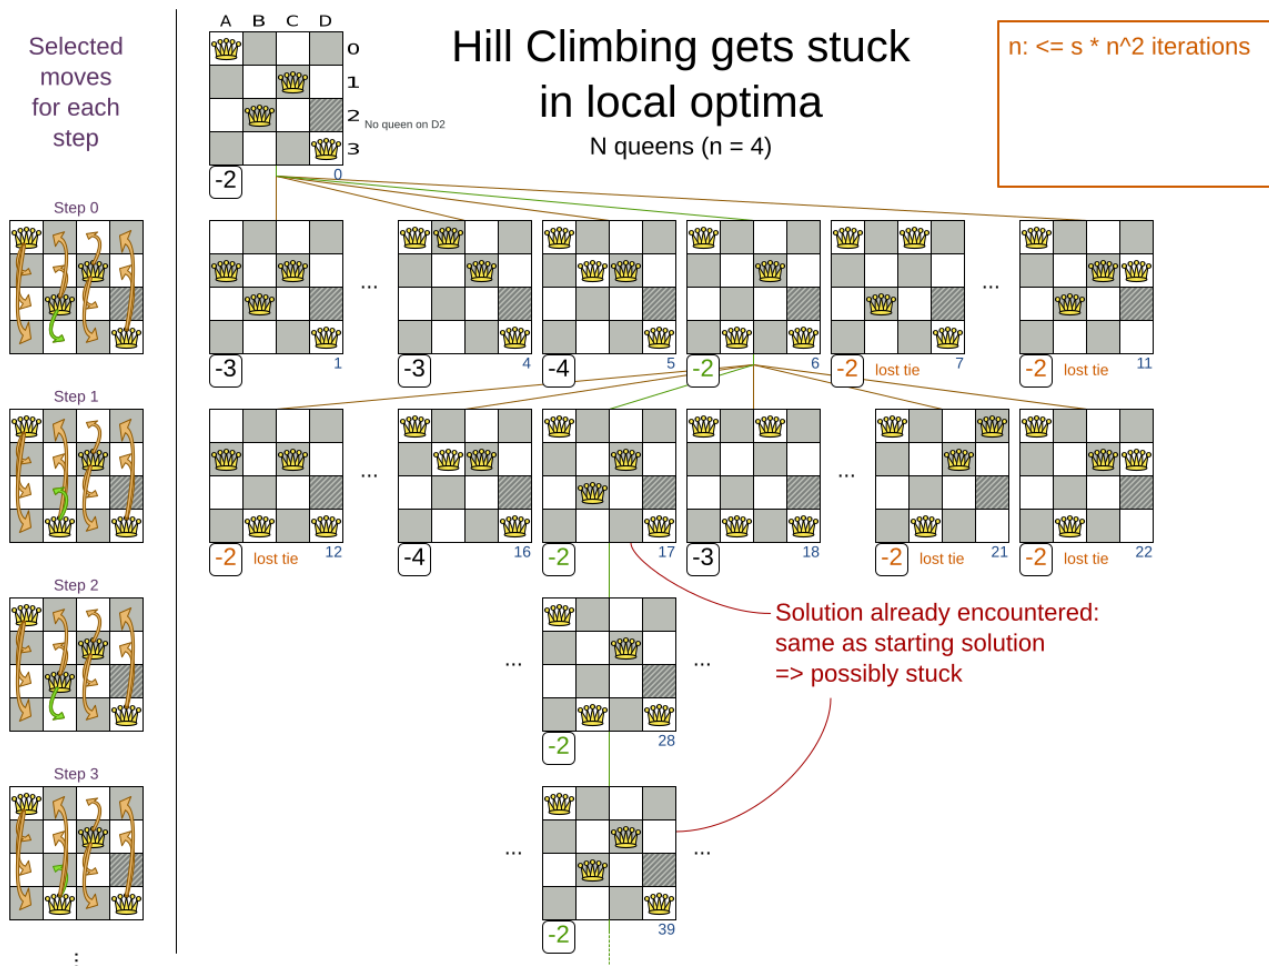 Selected
moves
for each
step
A B C D
0
1
2
3
No queen on D2
-2
0
Hill Climbing gets stuck
in local optima
N queens (n = 4)
n: <= s * n^2 iterations
Step 0
...
...
-3
1
-3
4
-4
5
-2
6
-2
lost tie
7
-2
lost tie
11
Step 1
...
...
-2
lost tie
12
-4
16
-2
17
-3
18
-2
lost tie
21
-2
lost tie
22
Step 2
...
...
-2
28
Solution already encountered:
same as starting solution
=> possibly stuck
Step 3
...
...
-2
39
...